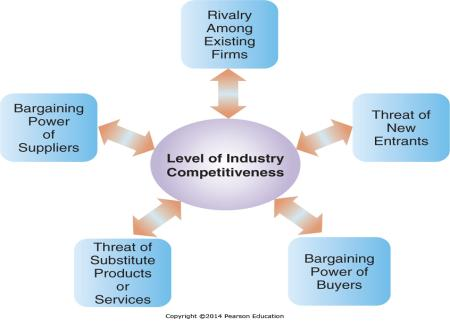 Rivalry
Among
Existing
Firms
Bargaining
Power
of
Suppliers
Threat of
New
Entrants
Level of Industry
Competitiveness
Threat of
Substitute
Products
or
Services
Bargaining
Power of
Buyers
Copyright ©2014 Pearson Education